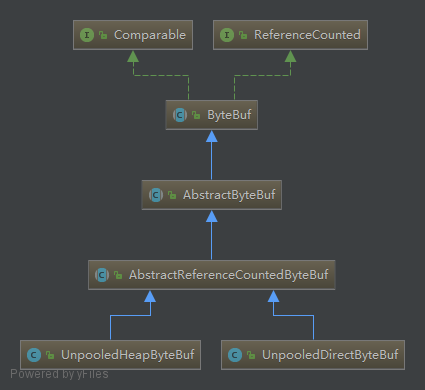 Comparable
ReferenceCounted
ByteBuf
AbstractByteBuf
AbstractReferenceCountedByteBuf
UnpooledHeapByteBuf
UnpooledDirectByteBuf
Powered by yFiles